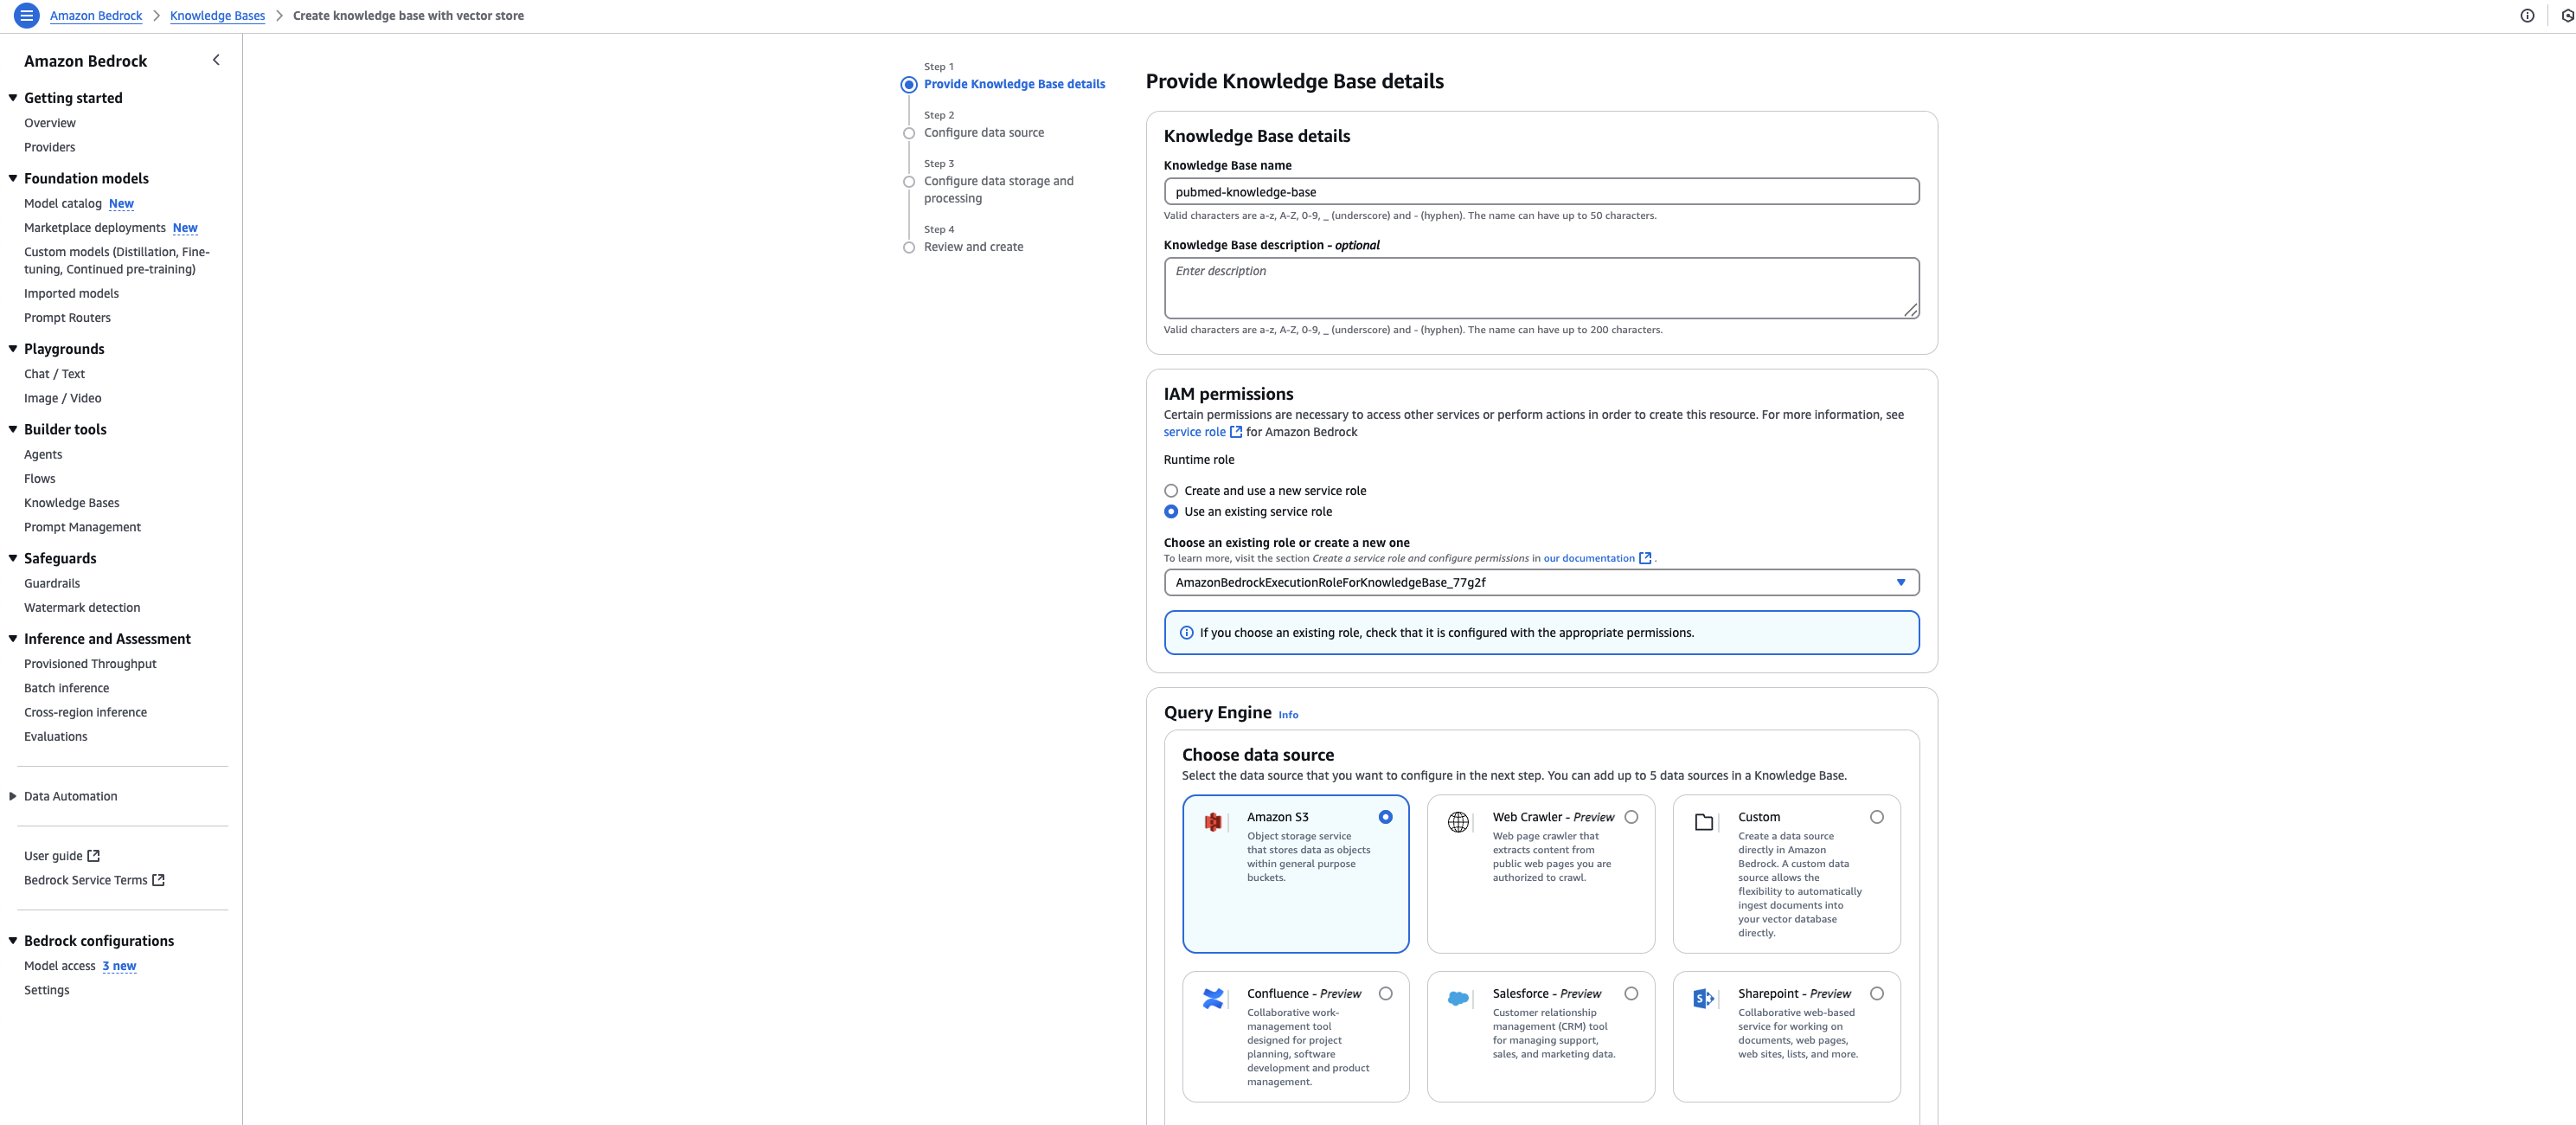 Amazon Bedrock
Knowledge Bases
Create knowledge base with vector store
Amazon Bedrock
Getting started
Overview
Providers
Foundation models
Model catalog New
Marketplace deployments New
Custom models (Distillation, Fine-
tuning, Continued pre-training)
Imported models
Prompt Routers
Playgrounds
Chat / Text
Image / Video
Builder tools
Agents
Flows
Knowledge Bases
Prompt Management
Safeguards
Guardrails
Watermark detection
Inference and Assessment
Provisioned Throughput
Batch inference
Cross-region inference
Evaluations
Data Automation
User guide
Bedrock Service Terms
Bedrock configurations
Model access 3 new
Settings
Step 1
Provide Knowledge Base details
Step 2
Configure data source
Step 3
Configure data storage and
processing
Step 4
Review and create
Provide Knowledge Base details
Knowledge Base details
Knowledge Base name
pubmed-knowledge-base
Valid characters are a-z, A-Z, 0-9, _ (underscore) and - (hyphen). The name can have up to 50 characters.
Knowledge Base description - optional
Enter description
Valid characters are a-z, A-Z, 0-9, _ (underscore) and - (hyphen). The name can have up to 200 characters.
IAM permissions
Certain permissions are necessary to access other services or perform actions in order to create this resource. For more information, see
service role for Amazon Bedrock
Runtime role
Create and use a new service role
Use an existing service role
Choose an existing role or create a new one
To learn more, visit the section Create a service role and configure permissions in our documentation .
AmazonBedrockExecutionRoleForKnowledgeBase_77g2f
If you choose an existing role, check that it is configured with the appropriate permissions.
Query Engine Info
Choose data source
Select the data source that you want to configure in the next step. You can add up to 5 data sources in a Knowledge Base.
Amazon S3
Object storage service
that stores data as objects
within general purpose
buckets.
Web Crawler - Preview
Web page crawler that
extracts content from
public web pages you are
authorized to crawl.
Custom
Create a data source
directly in Amazon
Bedrock. A custom data
source allows the
flexibility to automatically
ingest documents into
your vector database
directly.
Confluence - Preview
Collaborative work-
management tool
designed for project
planning, software
development and product
management.
Salesforce - Preview
Customer relationship
management (CRM) tool
for managing support,
sales, and marketing data.
Sharepoint - Preview
Collaborative web-based
service for working on
documents, web pages,
web sites, lists, and more.